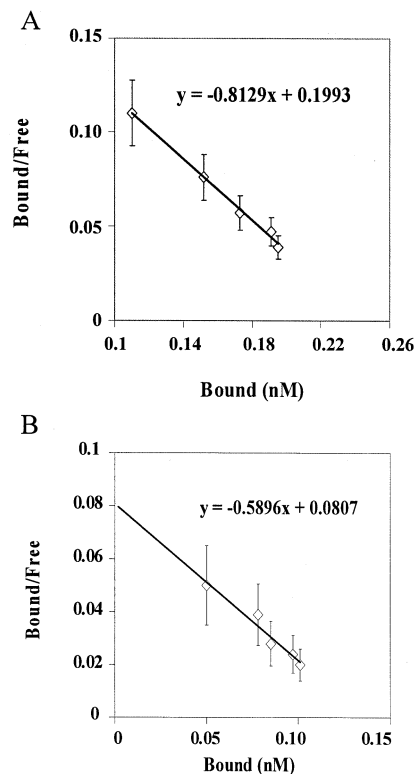 A
0.15
y = -0.8129x + 0.1993
0.10
Bound/Free
0.05
0
0.1 0.14 0.18 0.22 0.26
Bound (nM)
B
0.1
0.08
y = -0.5896x + 0.0807
0.06
Bound/Free
0.04
0.02
0
0 0.05 0.10 0.15
Bound (nM)